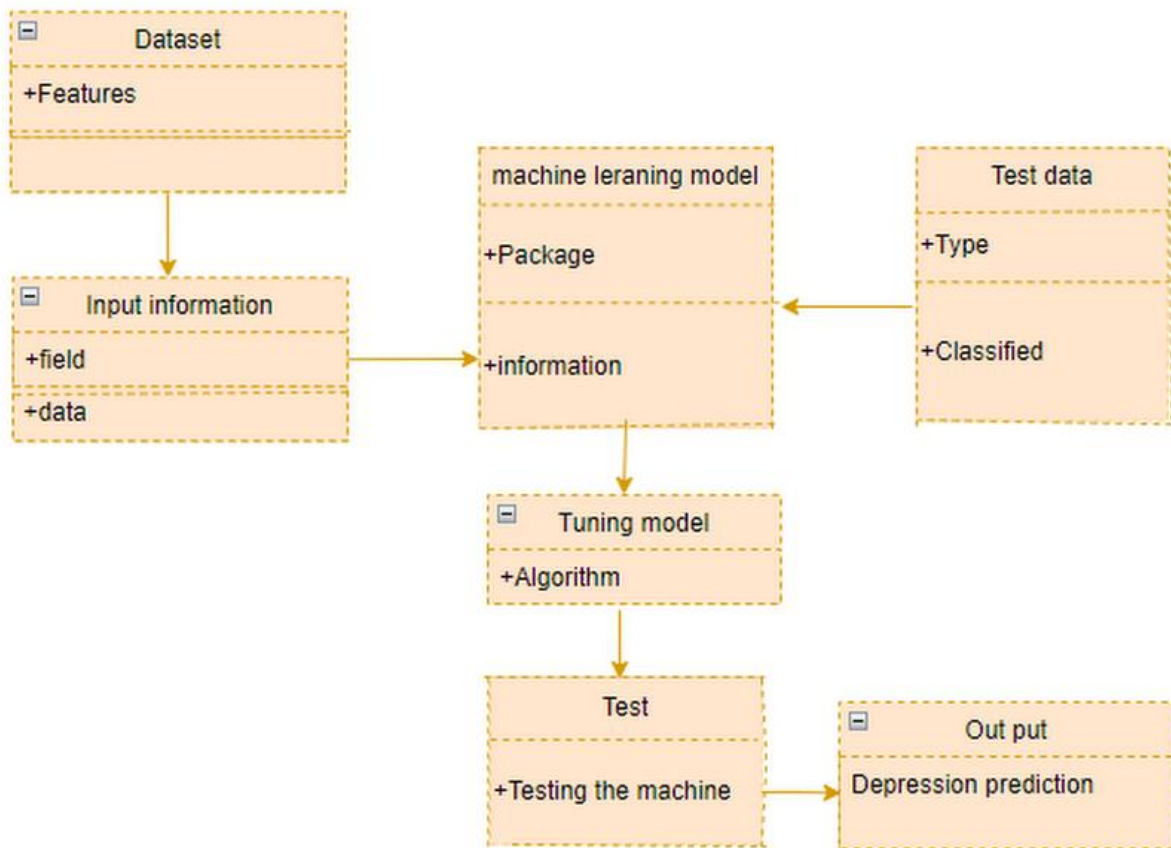 Dataset
+Features
Input information
+field
+data
machine leraning model
+Package
+information
Test data
+Type
+Classified
Tuning model
+Algorithm
Test
+Testing the machine
Out put
Depression prediction